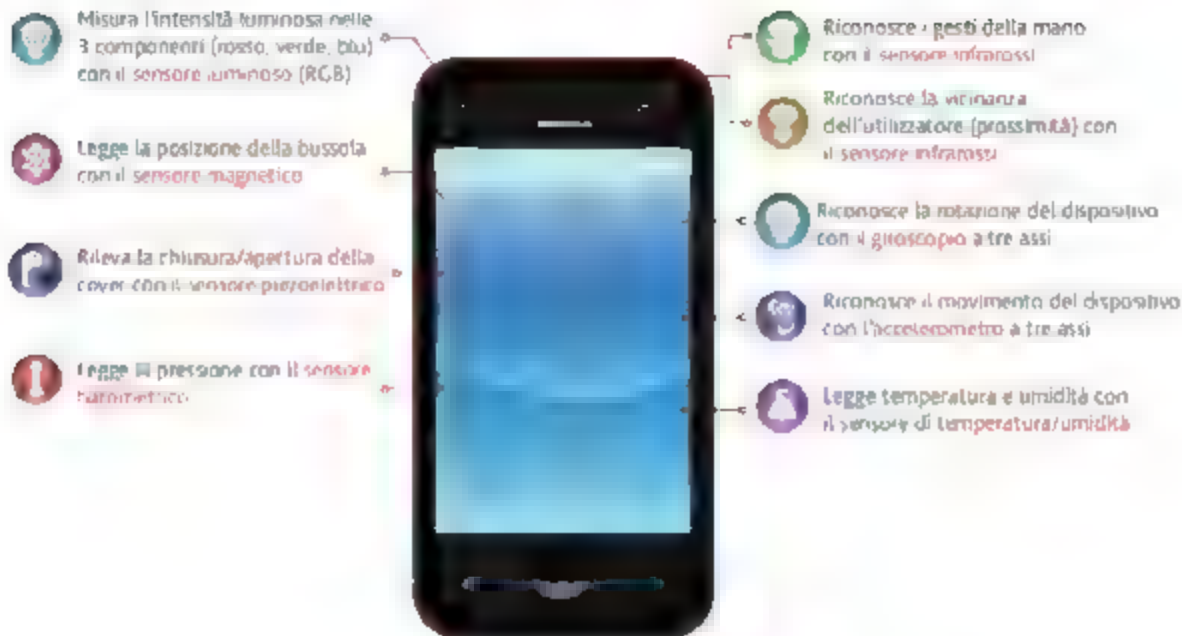 Misura l'intensità luminosa nelle
3 componenti (rosso, verde, blu)
con il sensore luminoso (RGB)
Legge la posizione della bussola
con il sensore magnetico
Rileva la chiusura/apertura della
cover con il sensore piezoelettrico
Legge la pressione con il sensore
barometrico
Riconosce i gesti della mano
con il sensore infrarossi
Riconosce la vicinanza
dell'utilizzatore (prossimità) con
il sensore infrarossi
Riconosce la rotazione del dispositivo
con il giroscopio a tre assi
Riconosce il movimento del dispositivo
con l'accelerometro a tre assi
Legge temperatura e umidità con
il sensore di temperatura/umidità